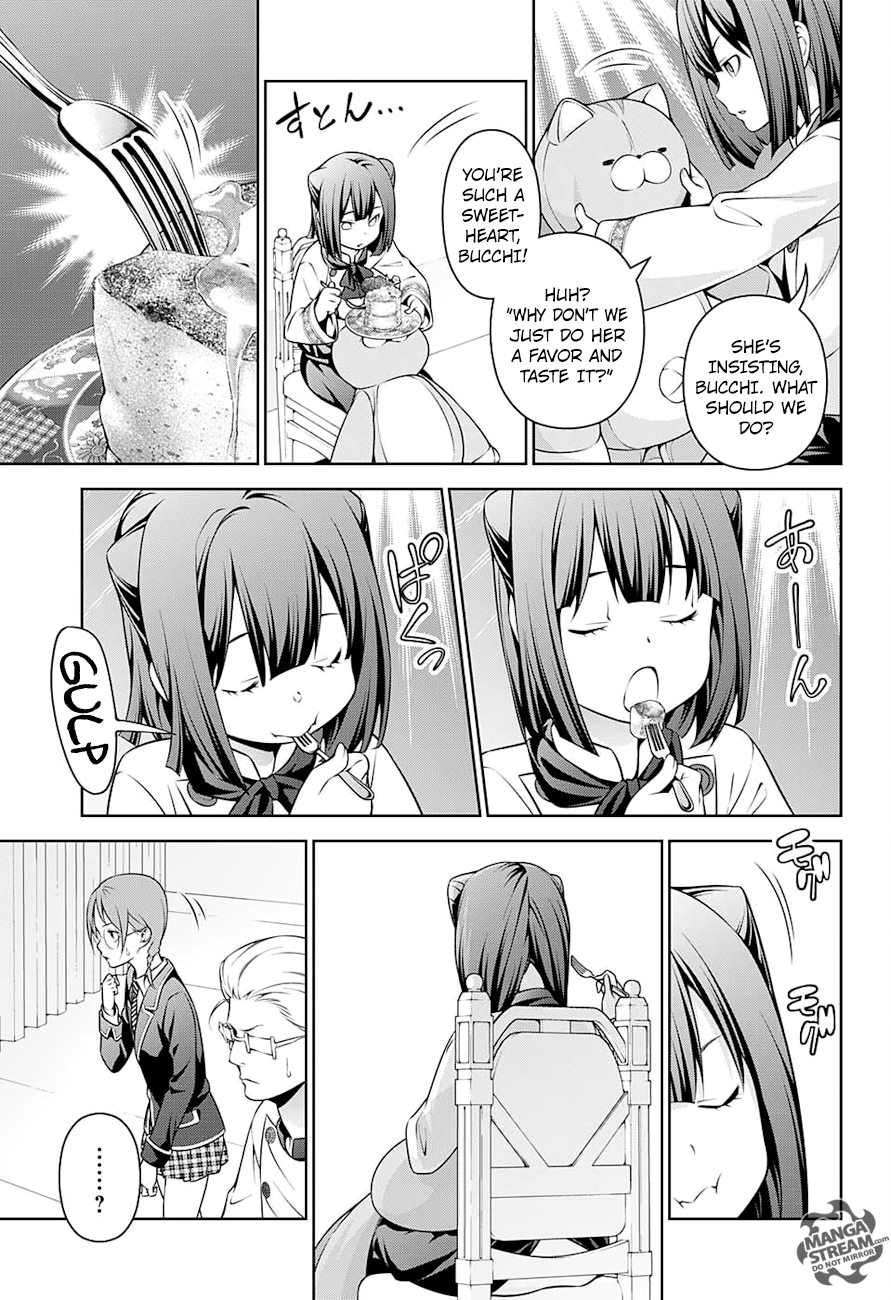 SHE'S
INSISTING,
BUCCHI. WHAT
SHOULD WE
DO?
YOU'RE
SUCH A
SWEET-
HEART,
BUCCHI!
HUH?
"WHY DON'T WE
JUST DO HER
A FAVOR AND
TASTE IT?"
すとん...
あーん
ぱくっ
GULP
モグ
モグ
......?
MANGA
STREAM.com
DO NOT MIRROR